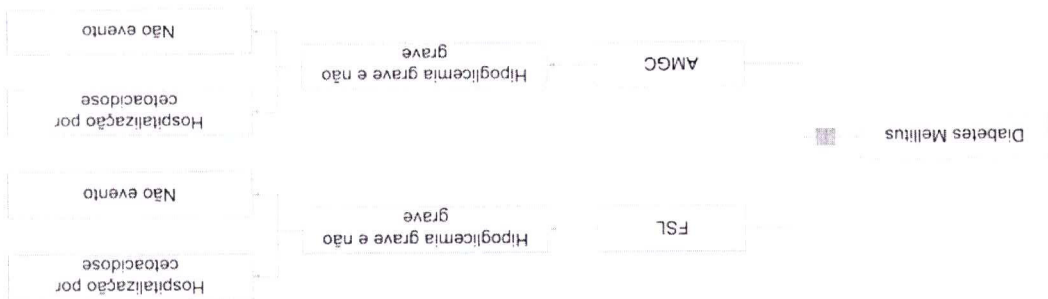 Diabetes Mellitus
FSL
Hipoglicemia grave e não
grave
Hospitalização por
cetoacidose
Não evento
AMGC
Hipoglicemia grave e não
grave
Hospitalização por
cetoacidose
Não evento